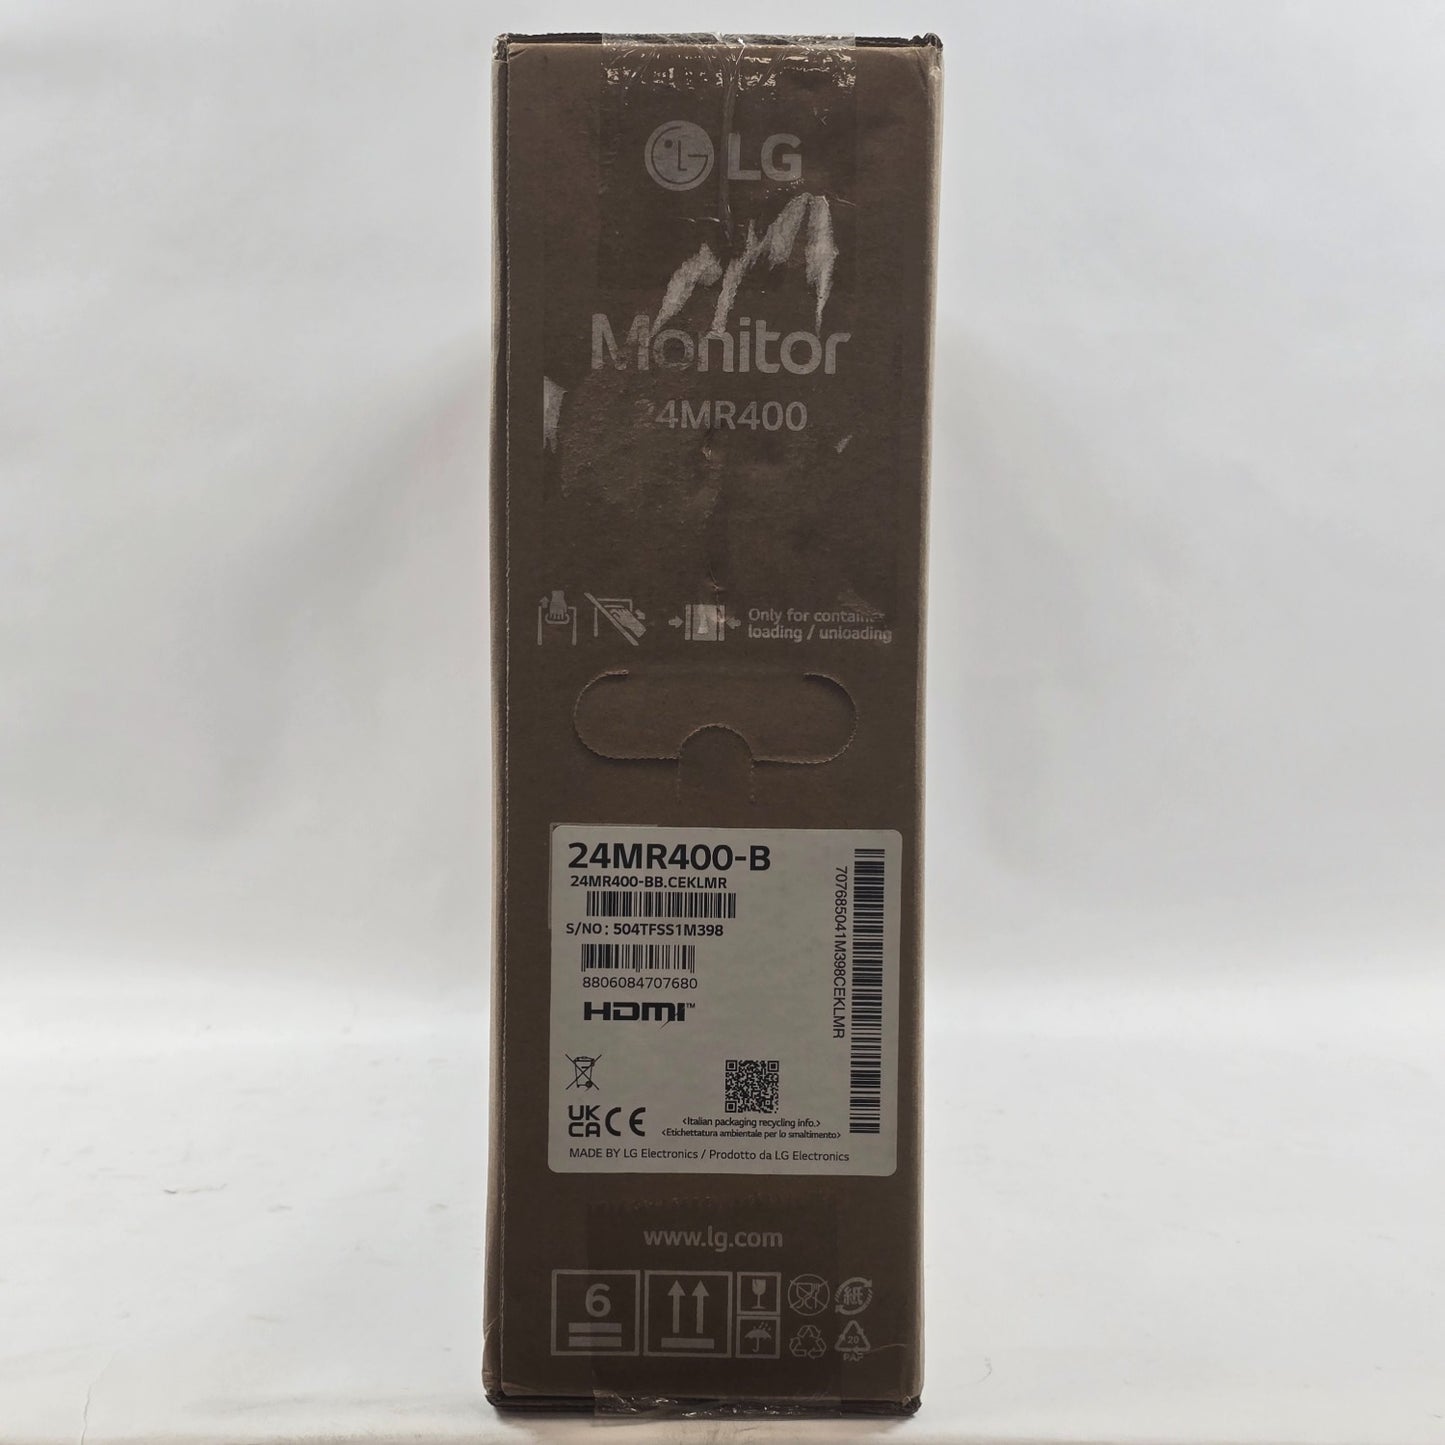 LG
Monitor
24MR400
Only for container
loading / unloading
24MR400-B
24MR400-BB.CEKLMR
S/NO : 504TFSS1M398
8806084707680
HDMI™
707685041M398CEKLMR
UK
CA CE
<Italian packaging recycling info.>
<Etichettatura ambientale per lo smaltimento>
MADE BY LG Electronics / Prodotto da LG Electronics
www.lg.com
6
紙
20
PAP